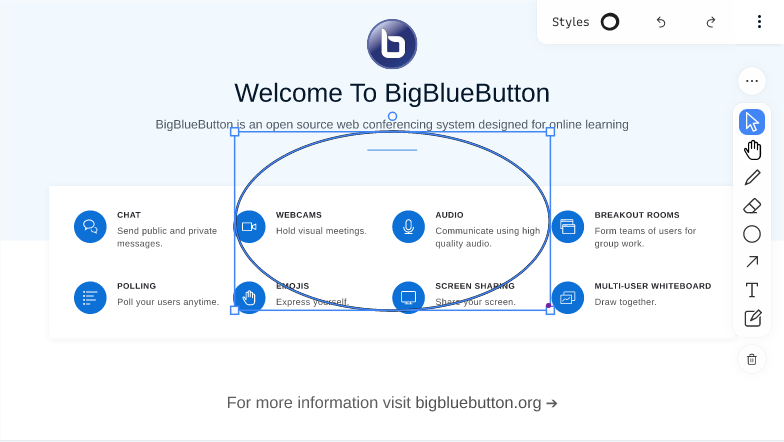 Styles
Welcome To BigBlueButton
BigBlueButton is an open source web conferencing system designed for online learning
CHAT
Send public and private
messages.
WEBCAMS
Hold visual meetings.
AUDIO
Communicate using high
quality audio.
BREAKOUT ROOMS
Form teams of users for
group work.
POLLING
Poll your users anytime.
EMOJIS
Express yourself.
SCREEN SHARING
Share your screen.
MULTI-USER WHITEBOARD
Draw together.
For more information visit bigbluebutton.org →